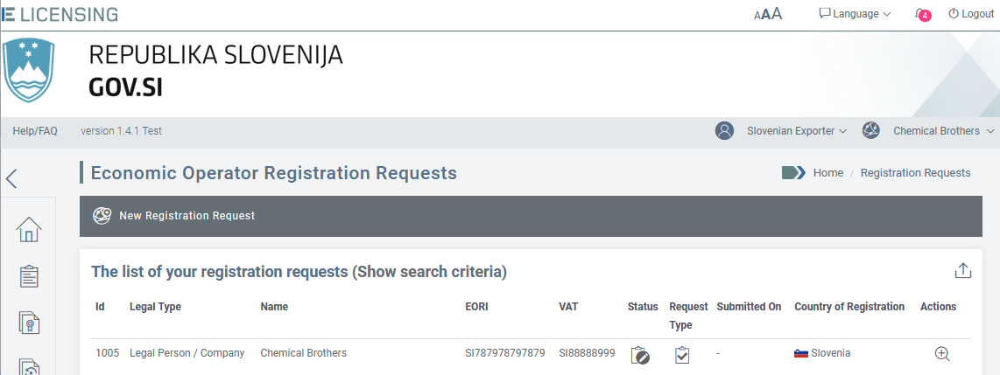 E LICENSING
AAA Language 4 Logout
REPUBLIKA SLOVENIJA
GOV.SI
Help/FAQ version 1.4.1 Test Slovenian Exporter Chemical Brothers
Economic Operator Registration Requests Home / Registration Requests
New Registration Request
The list of your registration requests (Show search criteria)
Id Legal Type Name EORI VAT Status Request Type Submitted On Country of Registration Actions
1005 Legal Person / Company Chemical Brothers SI787978797879 SI88888999 - Slovenia